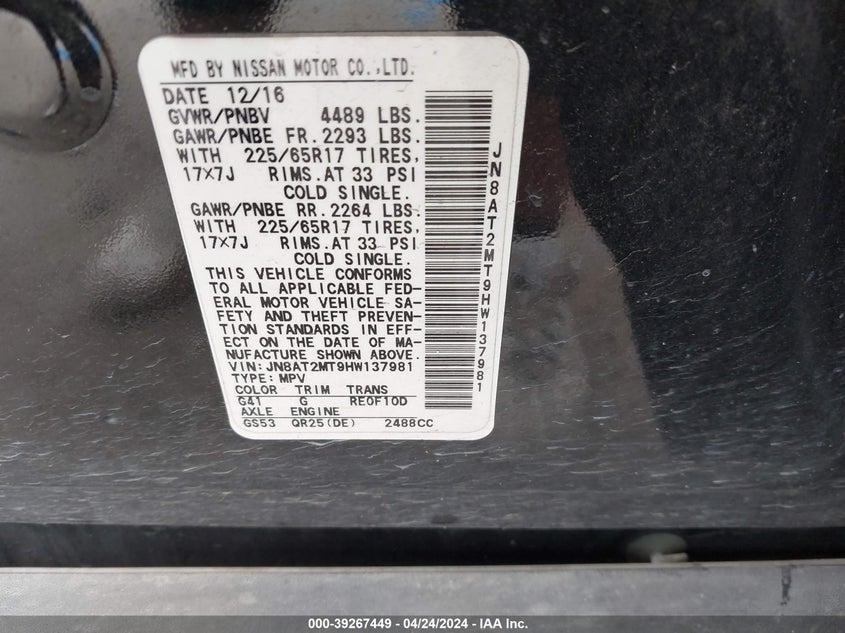 MFD BY NISSAN MOTOR CO.,LTD.
DATE 12/16
GVWR/PNBV 4489 LBS.
GAWR/PNBE FR.2293 LBS.
WITH 225/65R17 TIRES,
17X7J RIMS.AT 33 PSI
COLD SINGLE.
GAWR/PNBE RR.2264 LBS.
WITH 225/65R17 TIRES,
17X7J RIMS.AT 33 PSI
COLD SINGLE.
THIS VEHICLE CONFORMS
TO ALL APPLICABLE FED-
ERAL MOTOR VEHICLE SA-
FETY AND THEFT PREVEN-
TION STANDARDS IN EFF-
ECT ON THE DATE OF MA-
NUFACTURE SHOWN ABOVE.
VIN:JN8AT2MT9HW137981
TYPE:MPV
COLOR TRIM TRANS
G41 G RE0F10D
AXLE ENGINE
GS53 QR25(DE) 2488CC
JN8AT2MT9HW137981
000-39267449 - 04/24/2024 - IAA Inc.